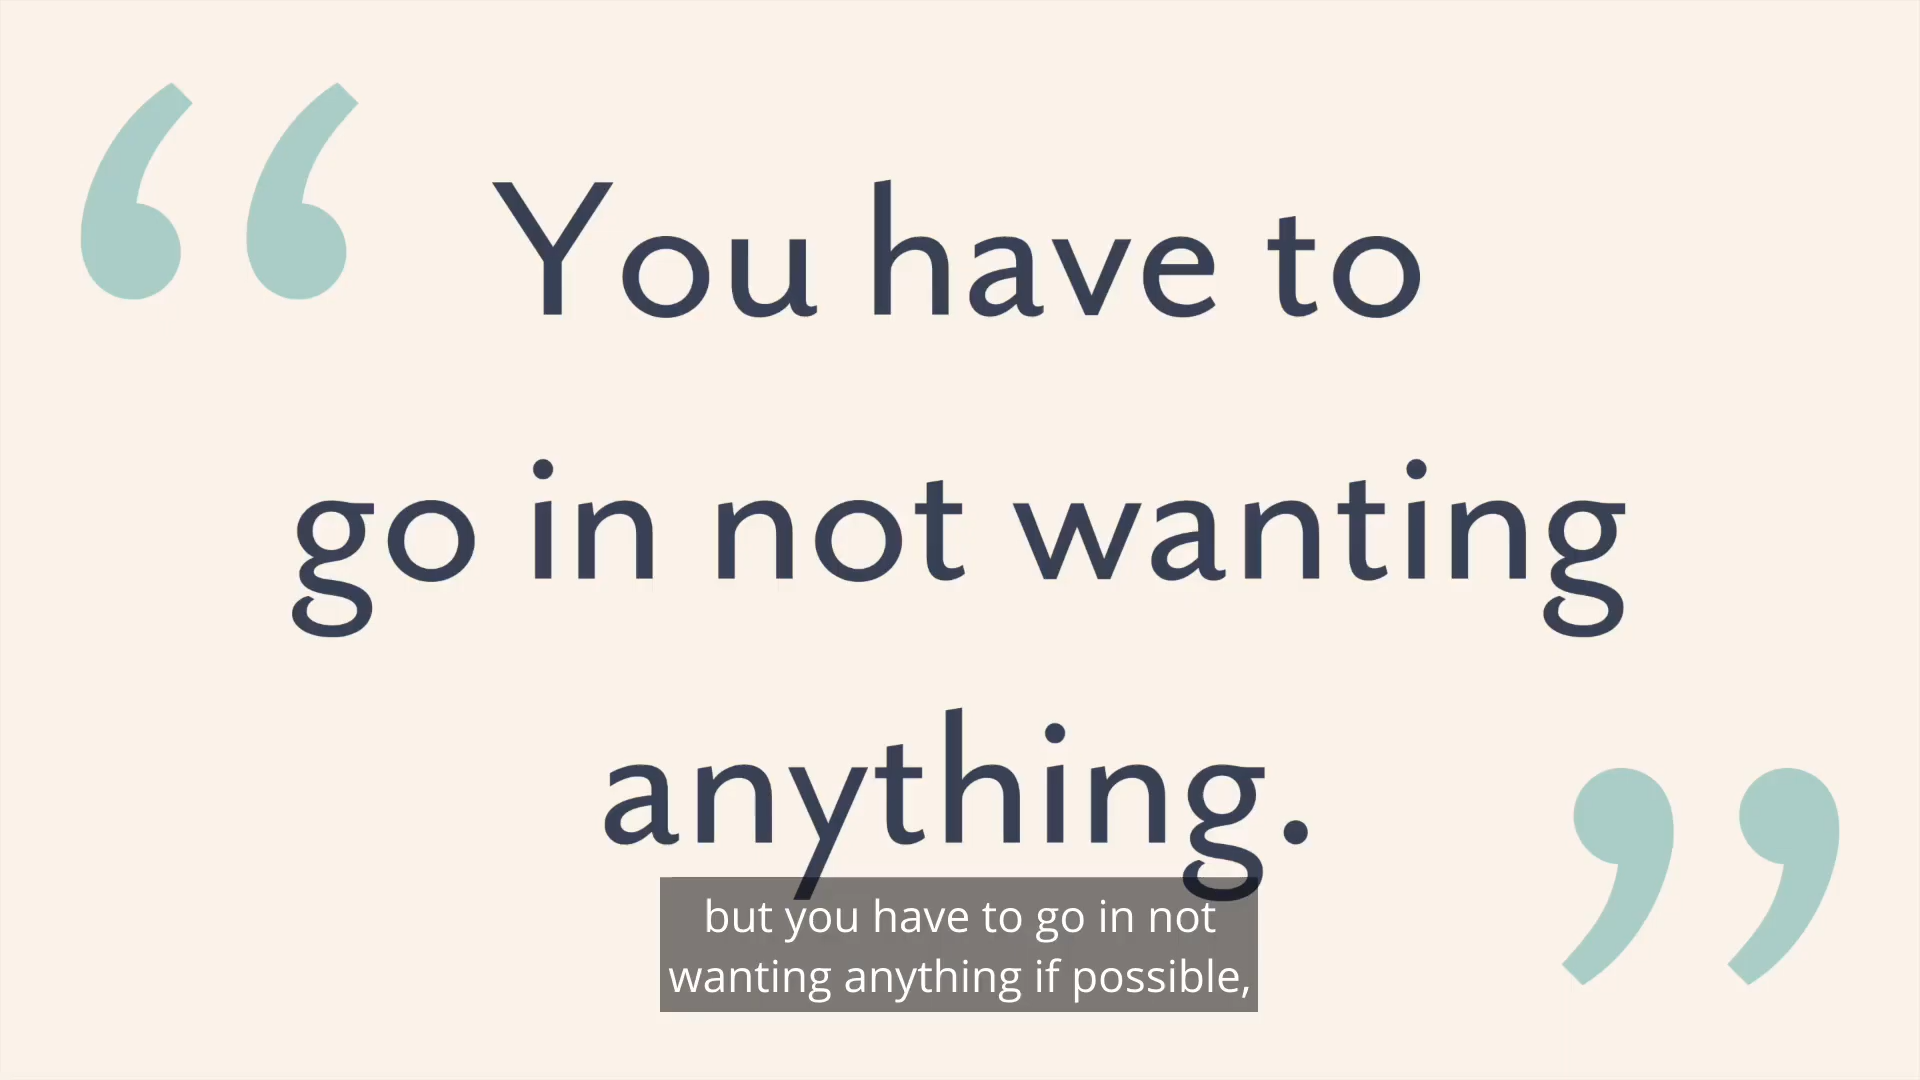 “You have to
go in not wanting
anything.”
but you have to go in not
wanting anything if possible,